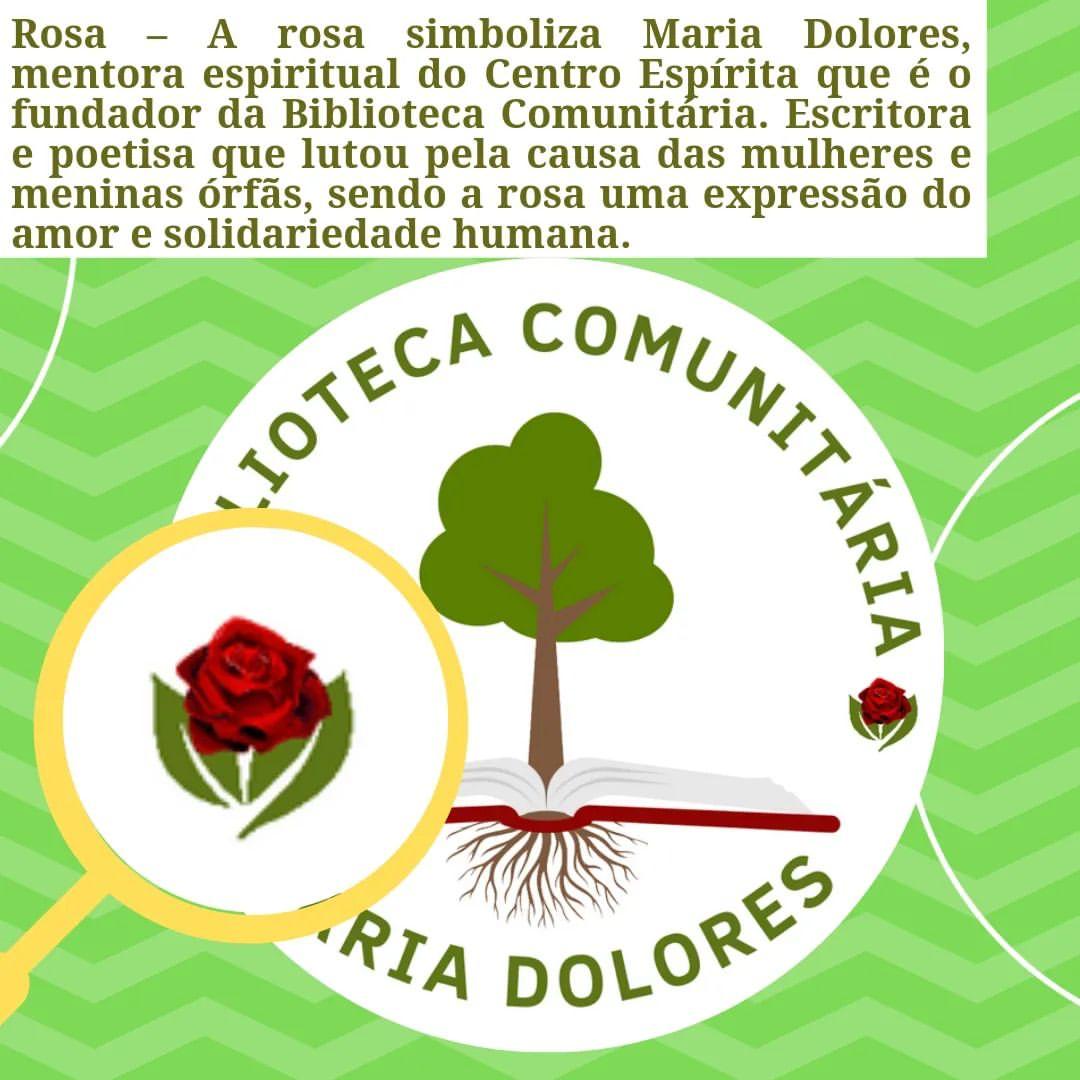 Rosa – A rosa simboliza Maria Dolores,
mentora espiritual do Centro Espírita que é o
fundador da Biblioteca Comunitária. Escritora
e poetisa que lutou pela causa das mulheres e
meninas órfãs, sendo a rosa uma expressão do
amor e solidariedade humana.
LIOTECA COMUNITÁRIA
ARIA DOLORES